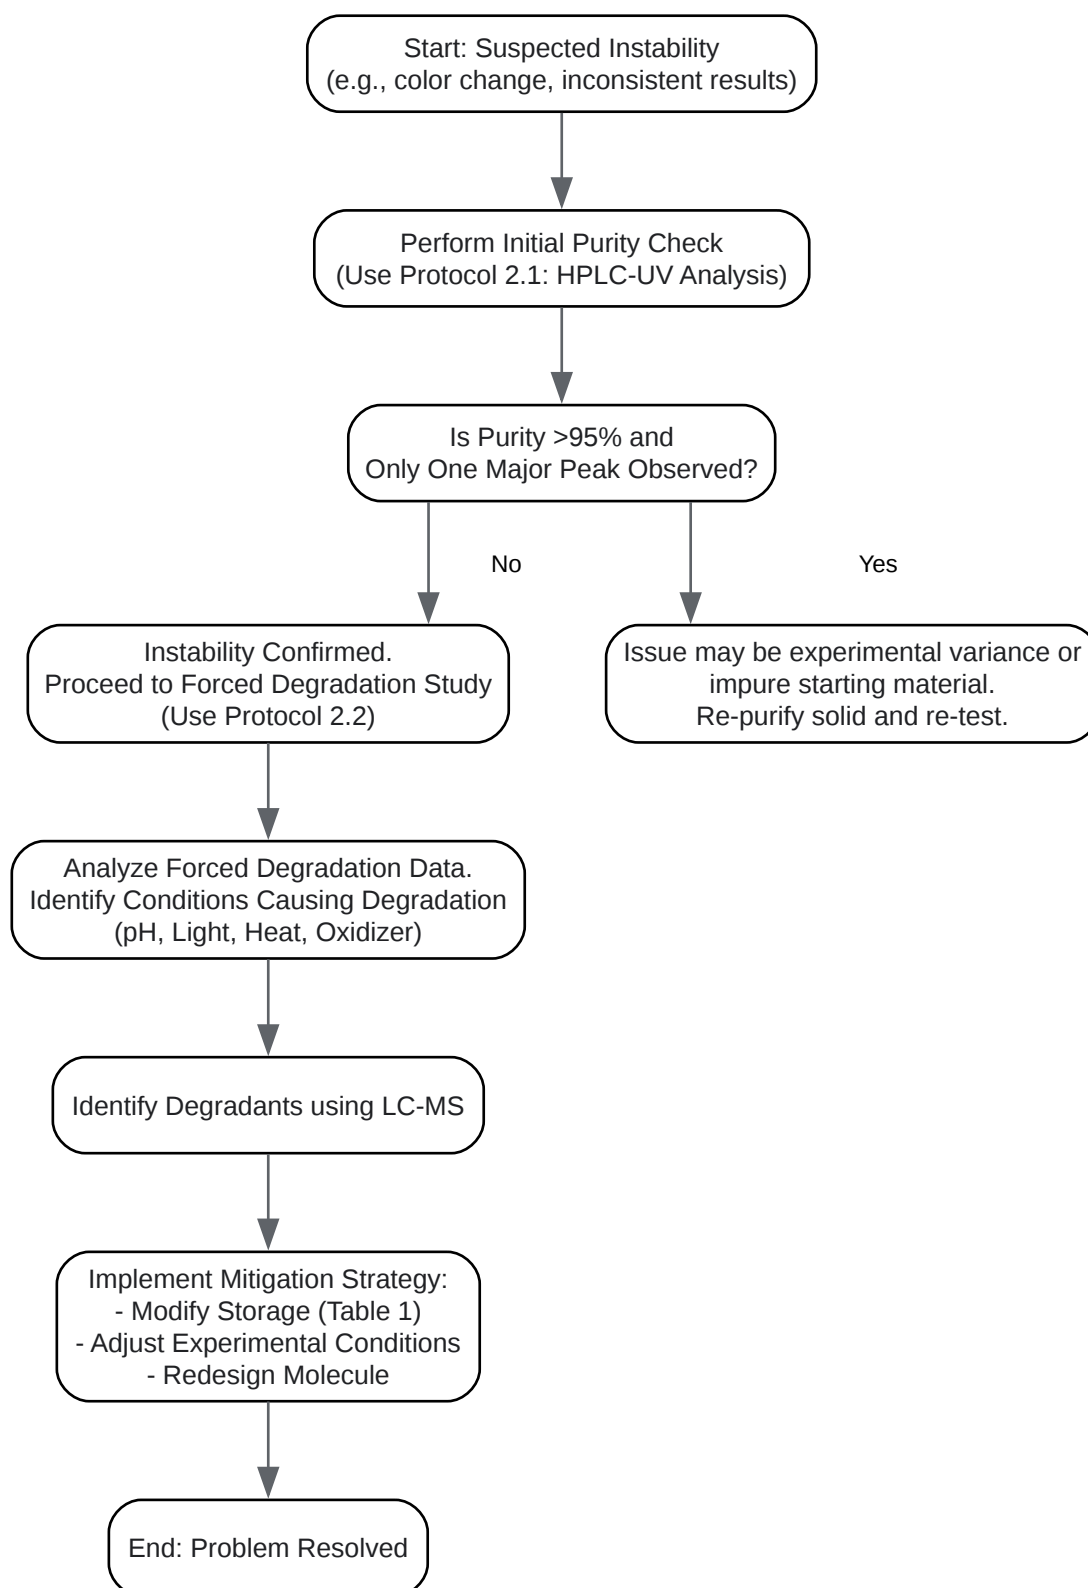 Start: Suspected Instability
(e.g., color change, inconsistent results)
Perform Initial Purity Check
(Use Protocol 2.1: HPLC-UV Analysis)
Is Purity >95% and
Only One Major Peak Observed?
No
Yes
Instability Confirmed.
Proceed to Forced Degradation Study
(Use Protocol 2.2)
Issue may be experimental variance or
impure starting material.
Re-purify solid and re-test.
Analyze Forced Degradation Data.
Identify Conditions Causing Degradation
(pH, Light, Heat, Oxidizer)
Identify Degradants using LC-MS
Implement Mitigation Strategy:
- Modify Storage (Table 1)
- Adjust Experimental Conditions
- Redesign Molecule
End: Problem Resolved